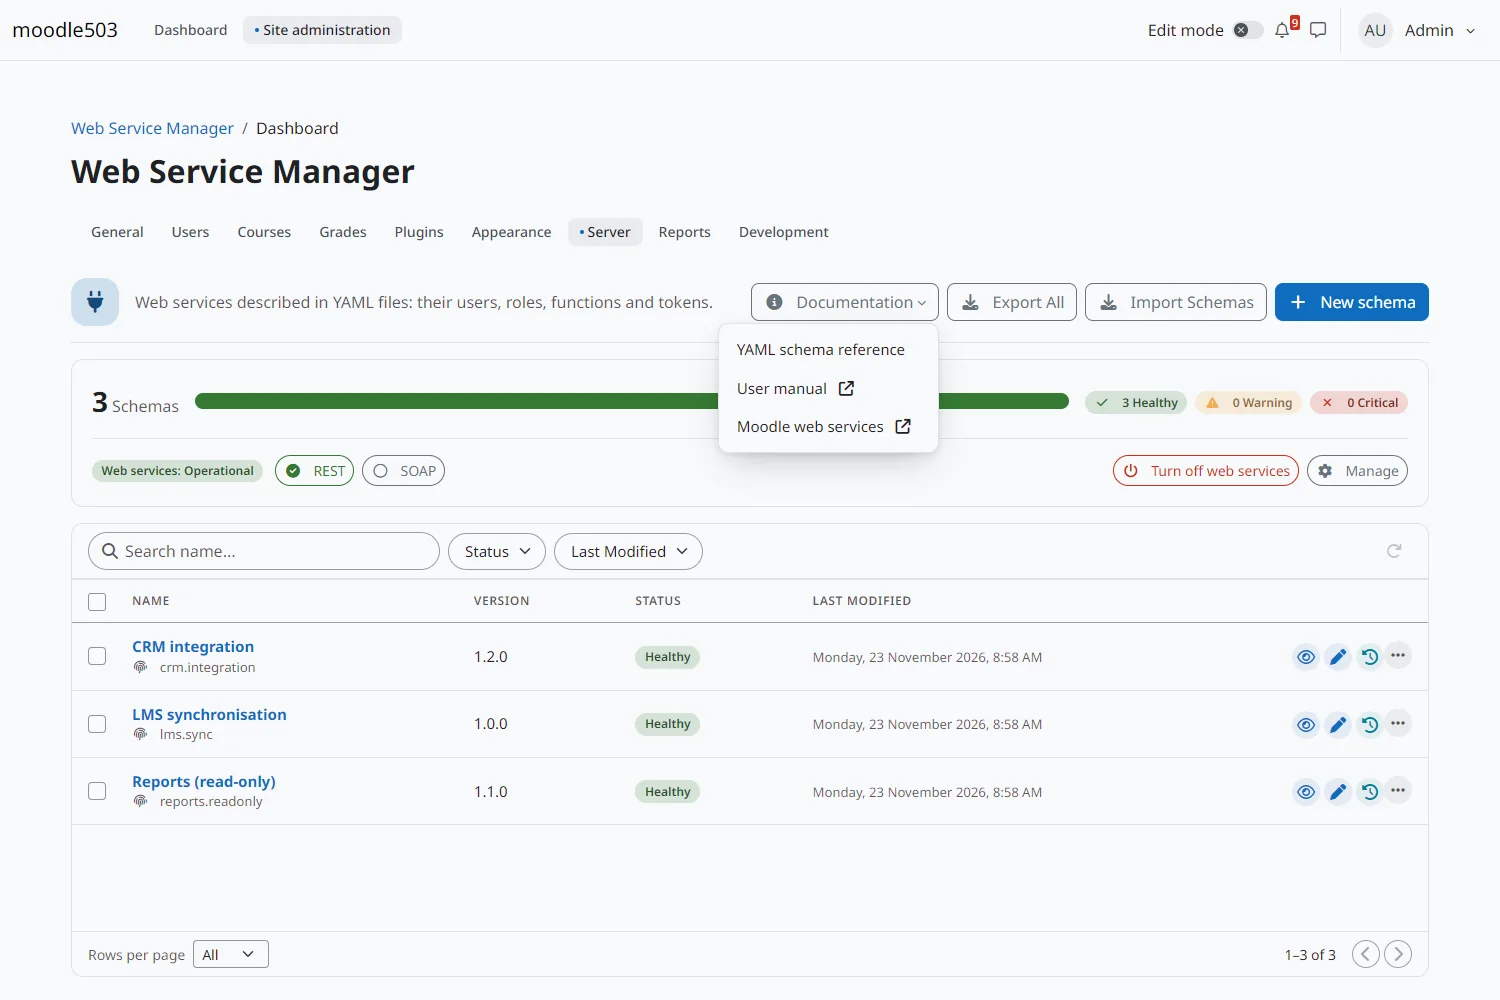 moodle503
Dashboard
Site administration
Edit mode
9
AU
Admin
Web Service Manager / Dashboard
Web Service Manager
General
Users
Courses
Grades
Plugins
Appearance
Server
Reports
Development
Web services described in YAML files: their users, roles, functions and tokens.
Documentation
Export All
Import Schemas
New schema
YAML schema reference
User manual
Moodle web services
3 Schemas
3 Healthy
0 Warning
0 Critical
Web services: Operational
REST
SOAP
Turn off web services
Manage
Search name...
Status
Last Modified
NAME
VERSION
STATUS
LAST MODIFIED
CRM integration
crm.integration
1.2.0
Healthy
Monday, 23 November 2026, 8:58 AM
LMS synchronisation
lms.sync
1.0.0
Healthy
Monday, 23 November 2026, 8:58 AM
Reports (read-only)
reports.readonly
1.1.0
Healthy
Monday, 23 November 2026, 8:58 AM
Rows per page
All
1–3 of 3